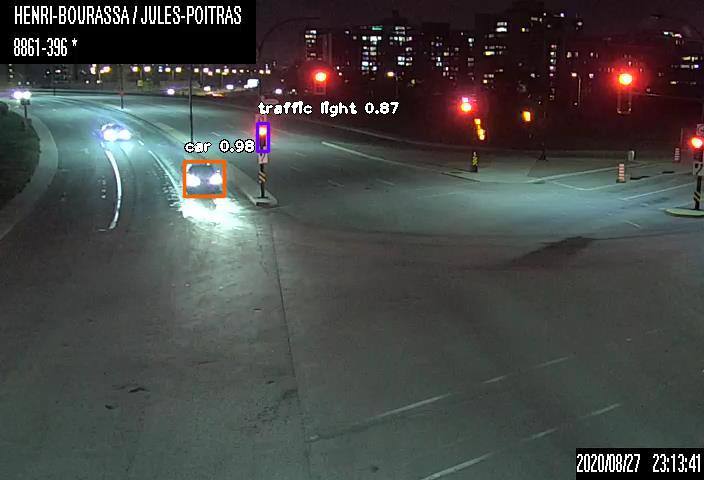 HENRI-BOURASSA / JULES-POITRAS
8861-396 *
traffic light 0.87
car 0.98
2020/08/27 23:13:41